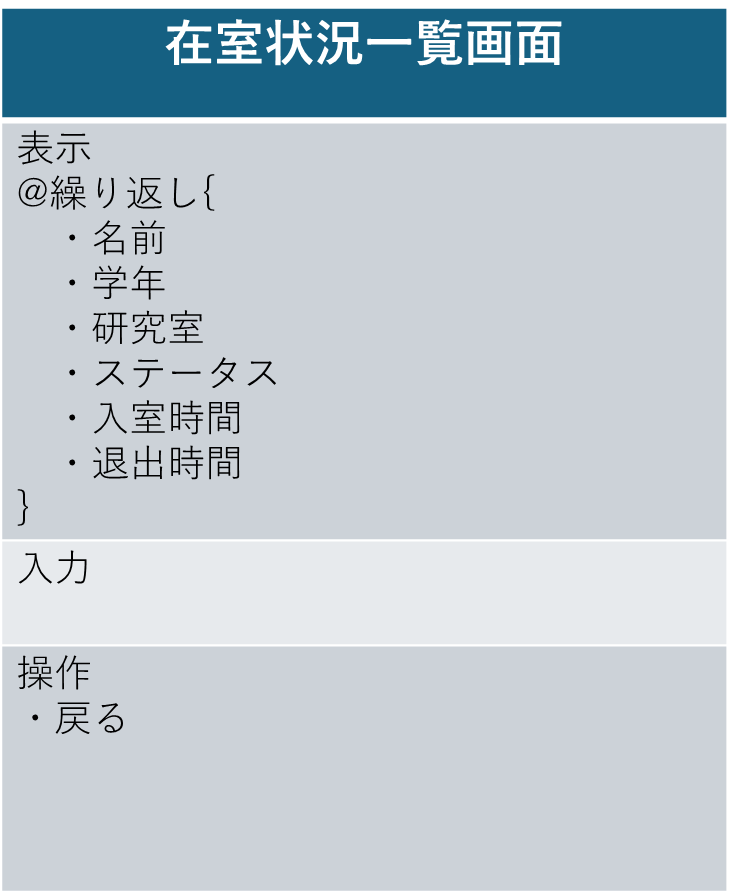 在室状況一覧画面
表示
@繰り返し{
・名前
・学年
・研究室
・ステータス
・入室時間
・退出時間
}
入力
操作
・戻る